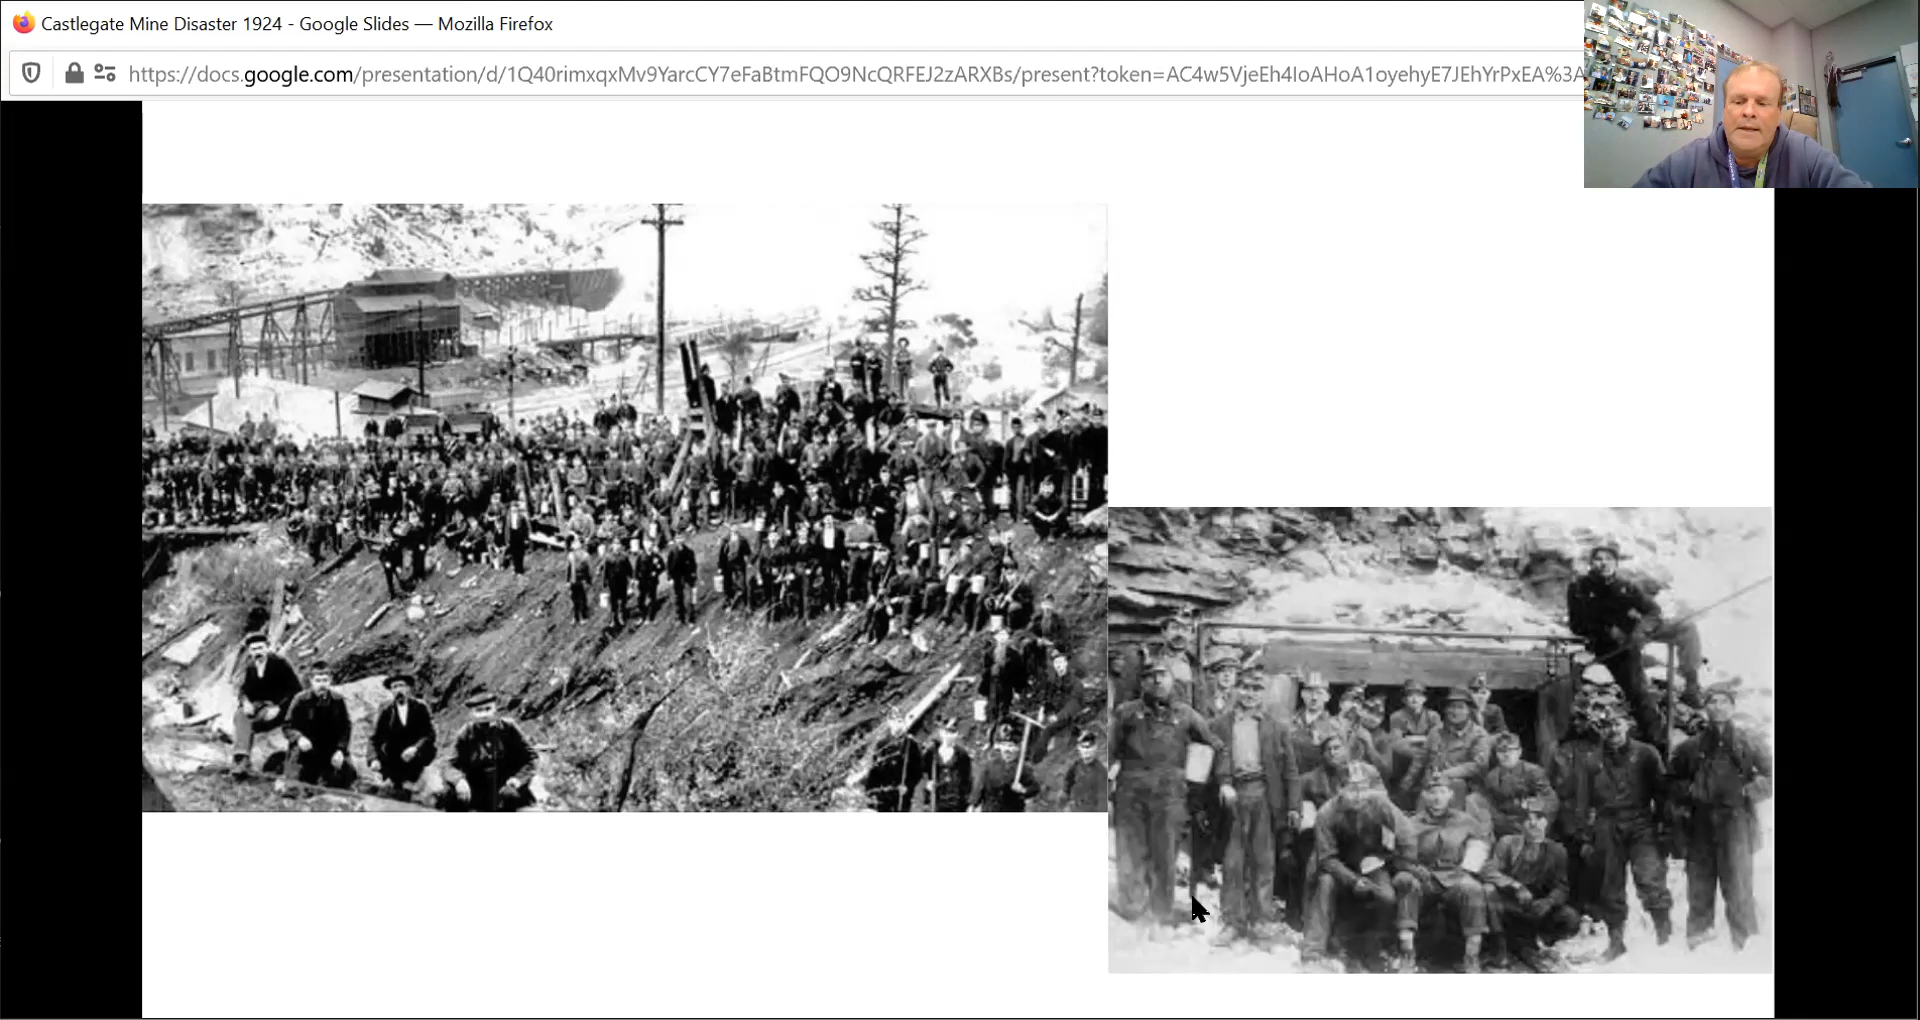 Castlegate Mine Disaster 1924 - Google Slides — Mozilla Firefox
https://docs.google.com/presentation/d/1Q40rimxqxMv9YarcCY7eFaBtmFQO9NcQRFEJ2zARXBs/present?token=AC4w5VjeEh4IoAHoA1oyehyE7JEhYrPxEA%3A